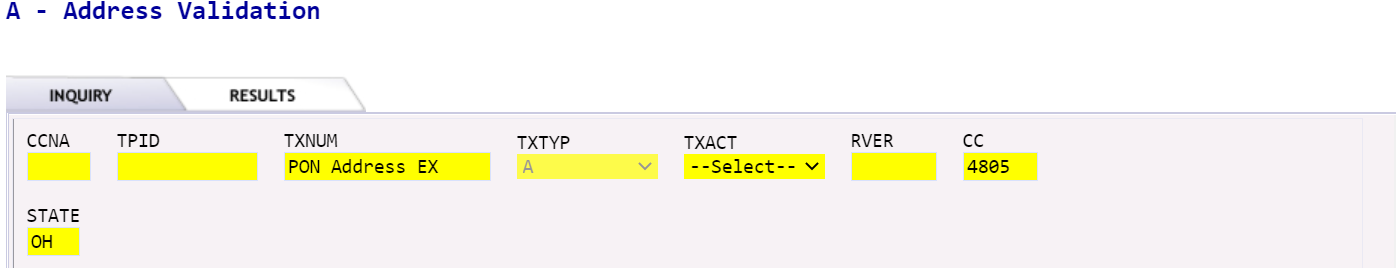 A - Address Validation
INQUIRY RESULTS
CCNA TPID TXNUM TXTYP TXACT RVER CC
PON Address EX A --Select-- 4805
STATE
OH